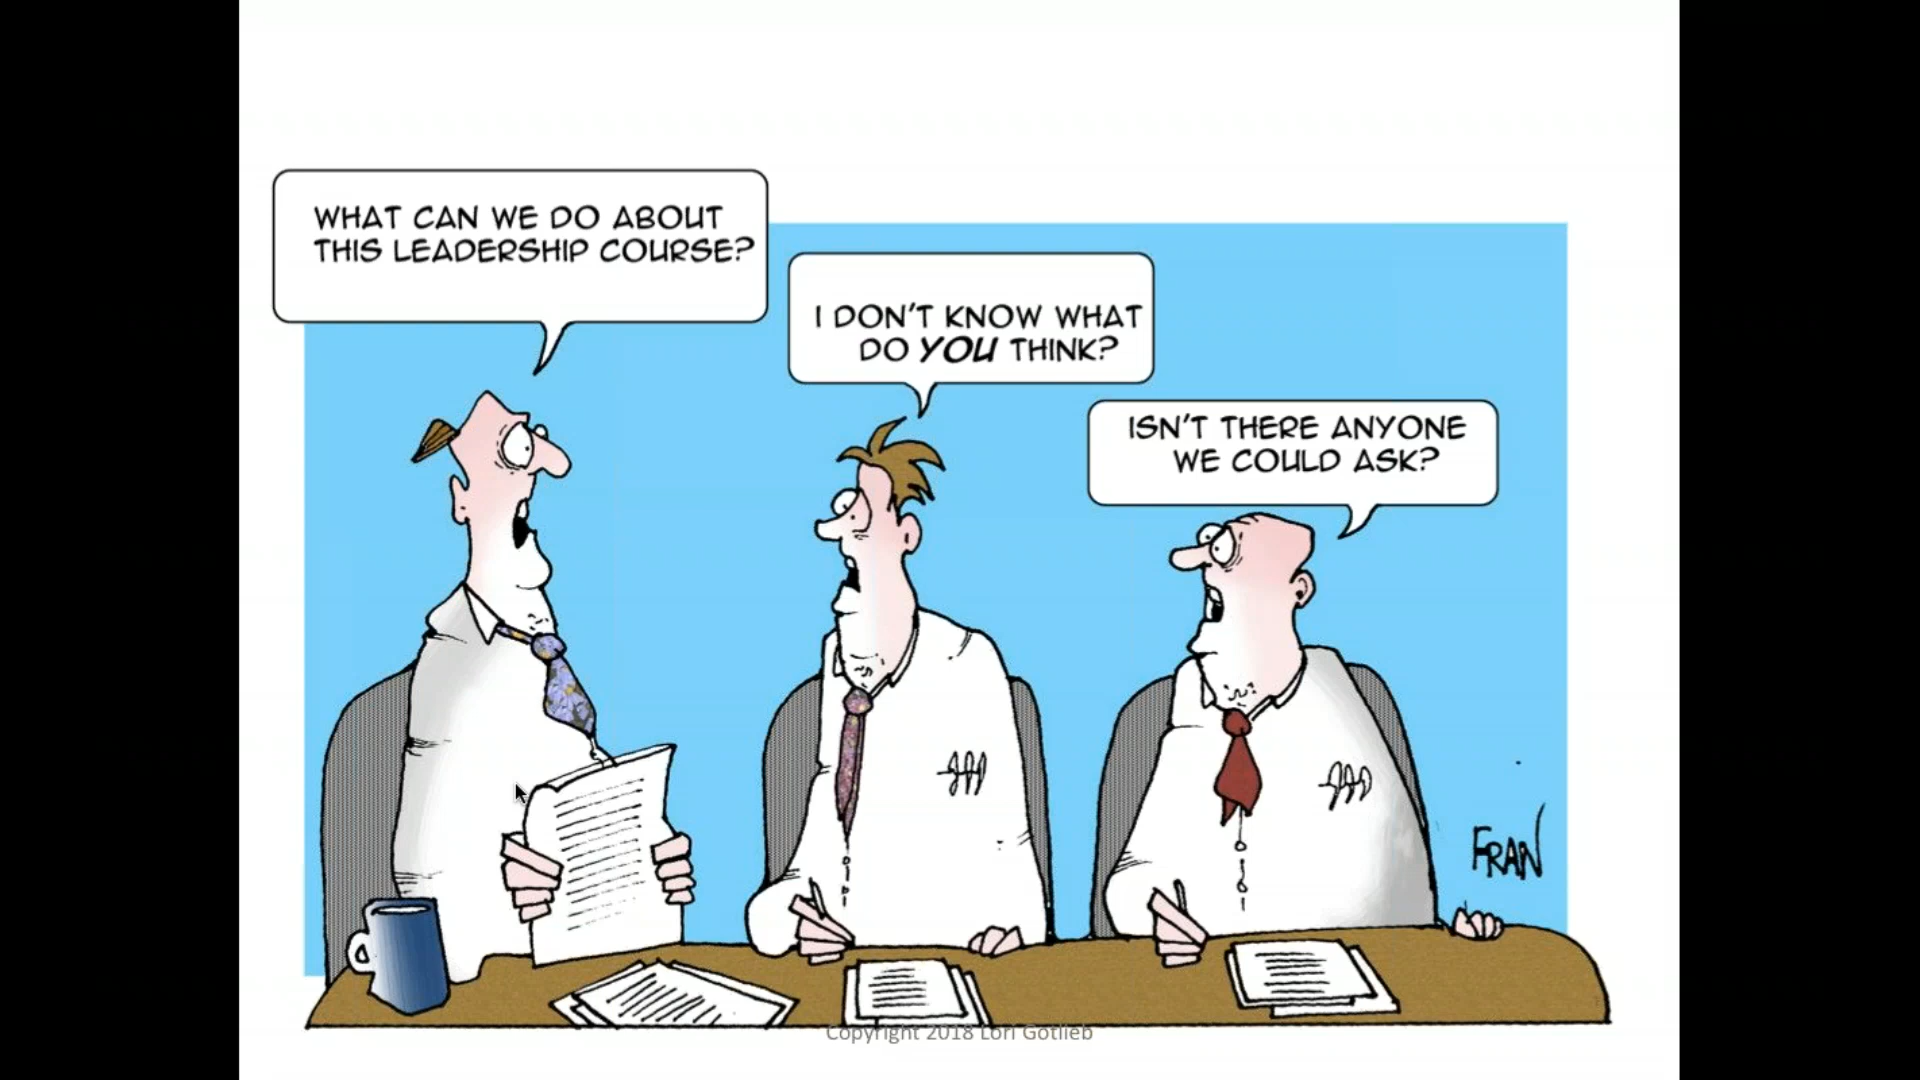 WHAT CAN WE DO ABOUT
THIS LEADERSHIP COURSE?
I DON'T KNOW WHAT
DO YOU THINK?
ISN'T THERE ANYONE
WE COULD ASK?
FRAN
Copyright 2018 Lori Gotlieb